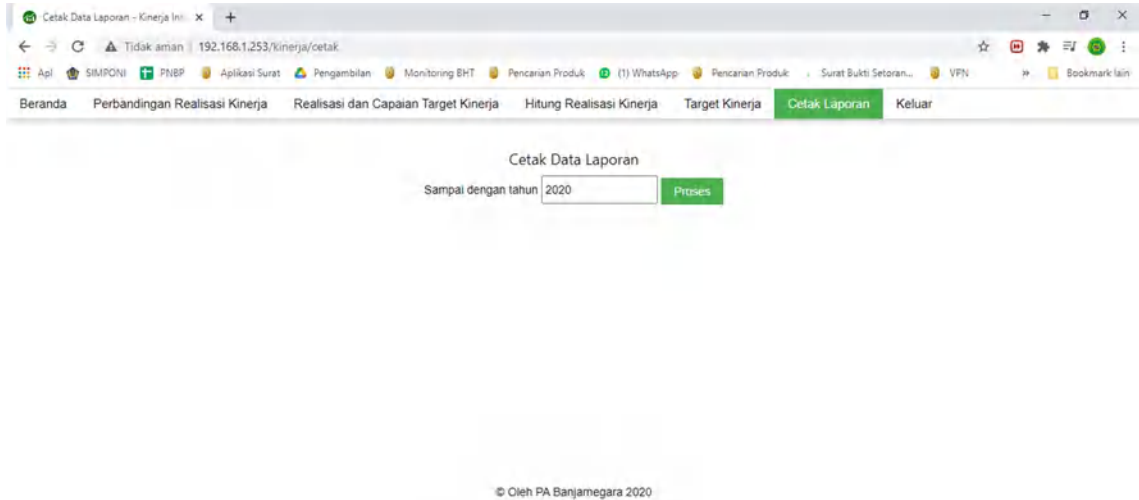 Cetak Data Laporan - Kinerja Inn
Tidak aman | 192.168.1.253/kinerja/cetak
Apl SIMPONI PNBP Aplikasi Surat Pengambilan Monitoring BHT Pencarian Produk (1) WhatsApp Pencarian Produk Surat Bukti Setoran... VPN » Bookmark lain
Beranda Perbandingan Realisasi Kinerja Realisasi dan Capaian Target Kinerja Hitung Realisasi Kinerja Target Kinerja Cetak Laporan Keluar
Cetak Data Laporan
Sampai dengan tahun 2020 Proses
© Oleh PA Banjarnegara 2020